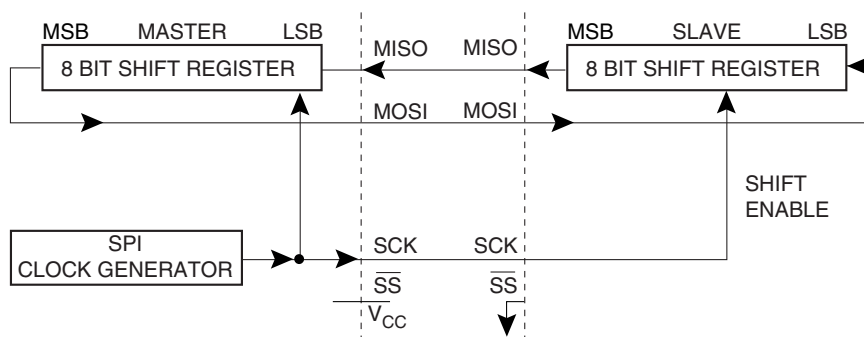 MSB MASTER LSB
8 BIT SHIFT REGISTER
MISO MISO
MSB SLAVE LSB
8 BIT SHIFT REGISTER
MOSI MOSI
SHIFT
ENABLE
SPI
CLOCK GENERATOR
SCK SCK
SS SS
VCC